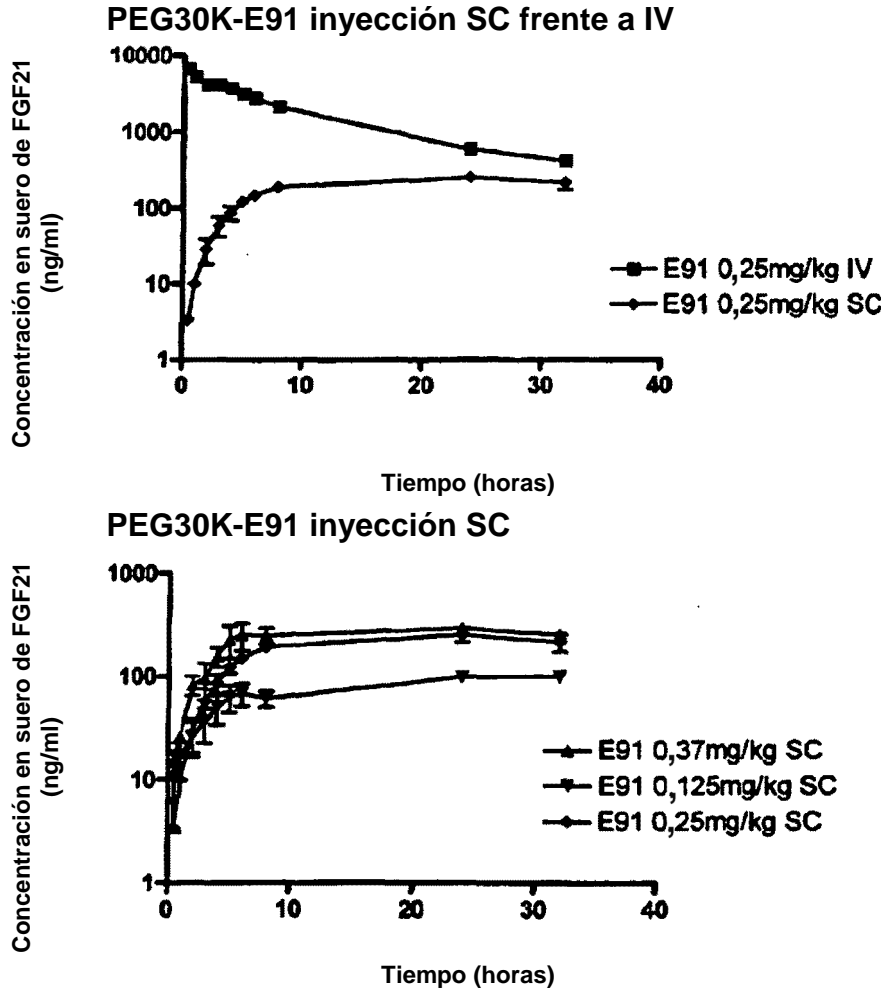 PEG30K-E91 inyección SC frente a IV
Concentración en suero de FGF21
(ng/ml)
10000
1000
100
10
1
0
10
20
30
40
E91 0,25mg/kg IV
E91 0,25mg/kg SC
Tiempo (horas)
PEG30K-E91 inyección SC
Concentración en suero de FGF21
(ng/ml)
1000
100
10
1
0
10
20
30
40
E91 0,37mg/kg SC
E91 0,125mg/kg SC
E91 0,25mg/kg SC
Tiempo (horas)